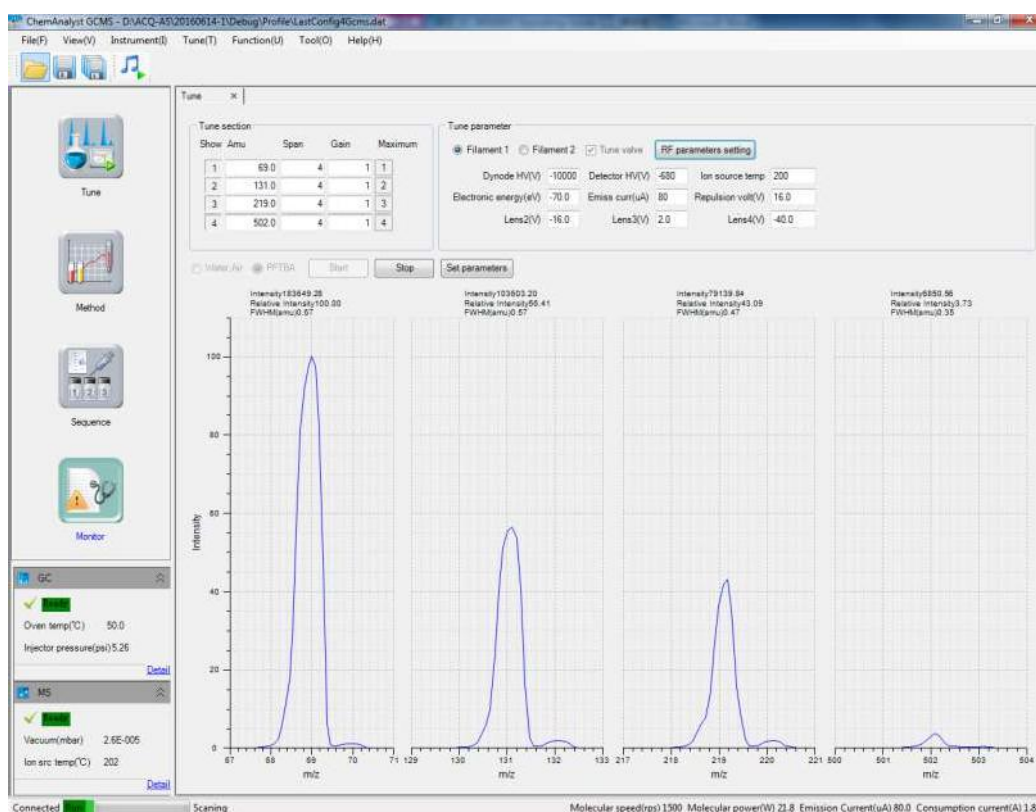 ChemAnalyst GCMS - D:\ACQ-A5\20160614-1\Debug\Profile\LastConfig4Gcms.dat
File(F) View(V) Instrument(I) Tune(T) Function(U) Tool(O) Help(H)
Tune
Method
Sequence
Monitor
GC
Ready
Oven temp(℃) 50.0
Injector pressure(psi) 5.26
Detail
MS
Ready
Vacuum(mbar) 2.6E-005
Ion src temp(℃) 202
Detail
Tune ×
Tune section
Show Amu Span Gain Maximum
1 69.0 4 1 1
2 131.0 4 1 2
3 219.0 4 1 3
4 502.0 4 1 4
Tune parameter
Filament 1 Filament 2 Tune valve RF parameters setting
Dynode HV(V) -10000 Detector HV(V) -680 Ion source temp 200
Electronic energy(eV) -70.0 Emiss curr(uA) 80 Repulsion volt(V) 16.0
Lens2(V) -16.0 Lens3(V) 2.0 Lens4(V) -40.0
Water,Air PFTBA Start Stop Set parameters
Intensity183649.28
Relative Intensity100.00
FWHM(amu)0.57
Intensity103603.20
Relative Intensity56.41
FWHM(amu)0.57
Intensity79139.84
Relative Intensity43.09
FWHM(amu)0.47
Intensity6850.56
Relative Intensity3.73
FWHM(amu)0.35
Intensity
100
80
60
40
20
0
67 68 69 70 71
129 130 131 132 133
217 218 219 220 221
500 501 502 503 504
m/z m/z m/z m/z
Connected Scaning Molecular speed(rps) 1500 Molecular power(W) 21.8 Emission Current(uA) 80.0 Consumption current(A)